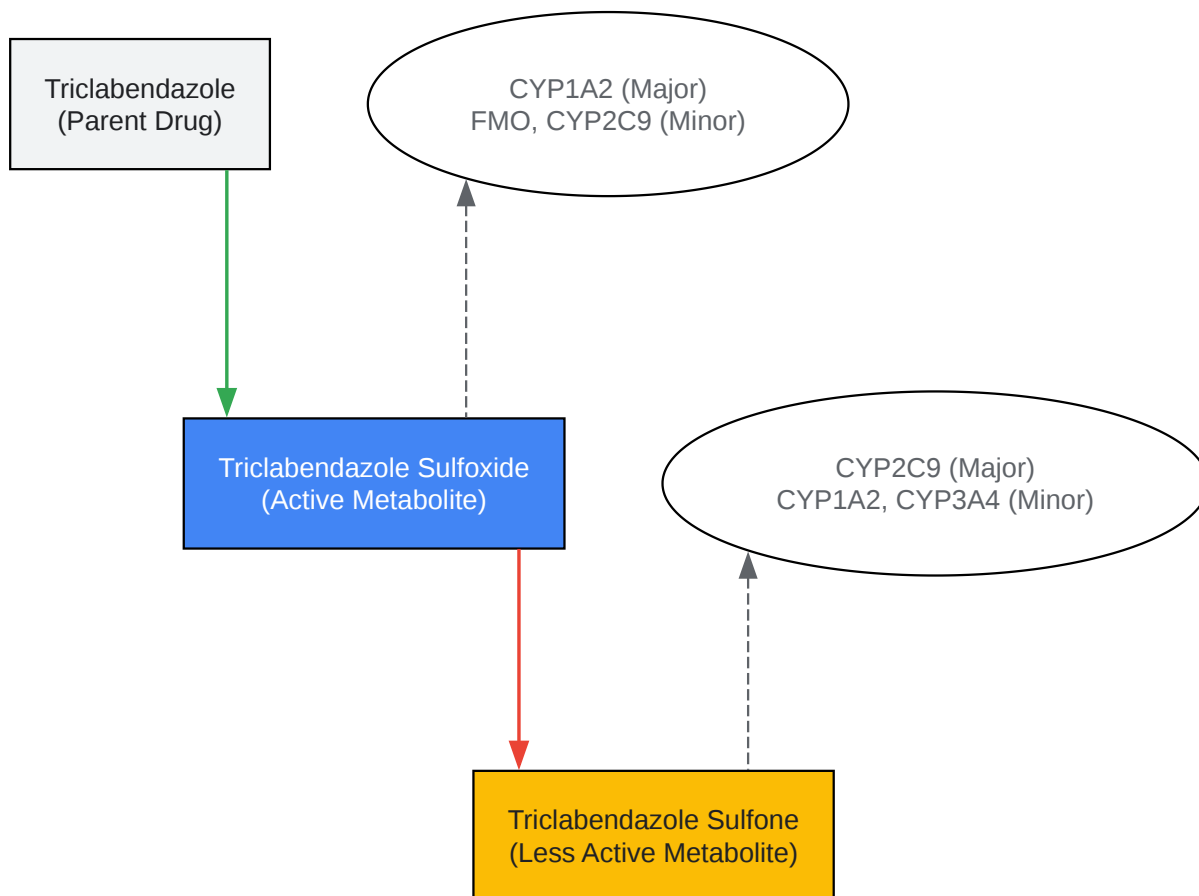 Triclabendazole
(Parent Drug)
CYP1A2 (Major)
FMO, CYP2C9 (Minor)
Triclabendazole Sulfoxide
(Active Metabolite)
CYP2C9 (Major)
CYP1A2, CYP3A4 (Minor)
Triclabendazole Sulfone
(Less Active Metabolite)